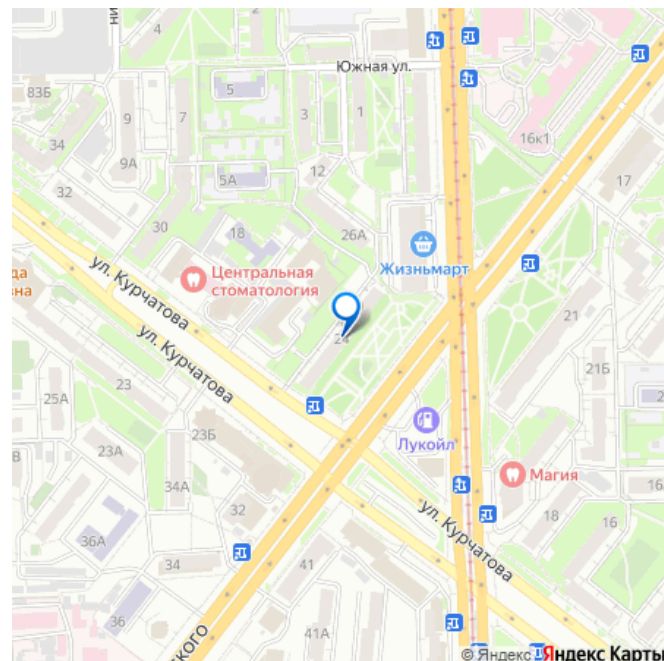 4
Южная ул.
83Б
5
9
7
3
1
34
9А
12
16к1
17
5А
32
30
18
26А
Жизньмарт
Центральная
стоматология
ул. Курчатова
ул. Курчатова
24
21
21Б
23
25А
23Б
Лукойл
23А
34А
Магия
32
18
16
36А
ул. Курчатова
34
41
36
41А
© Яндекс
Яндекс Карты